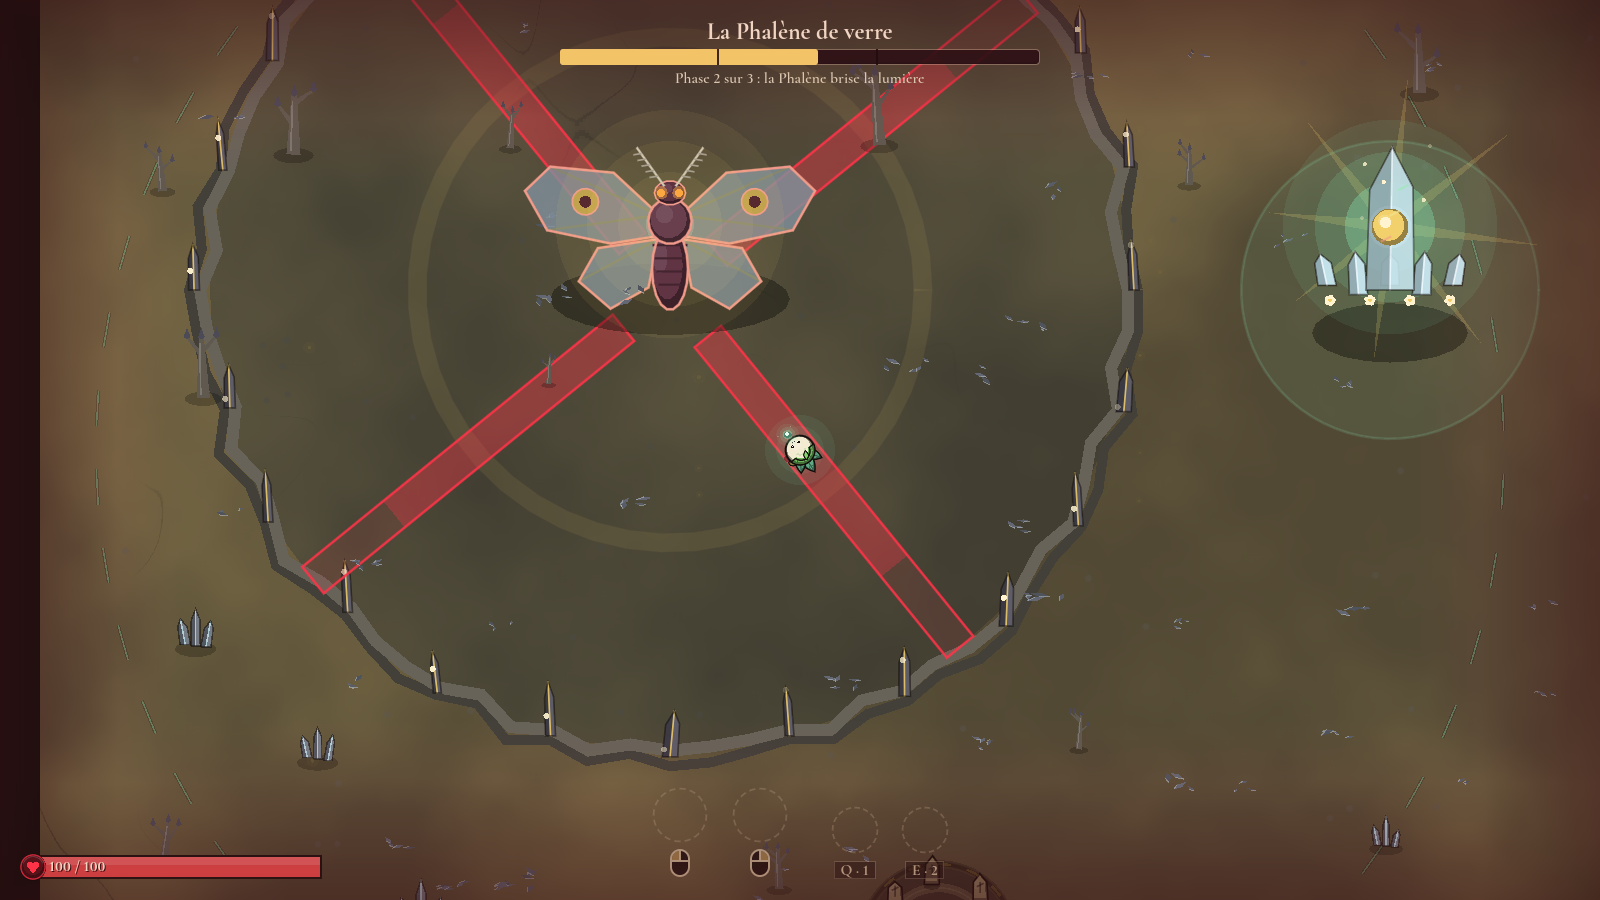 La Phalène de verre
Phase 2 sur 3 : la Phalène brise la lumière
100 / 100
Q · 1
E · 2